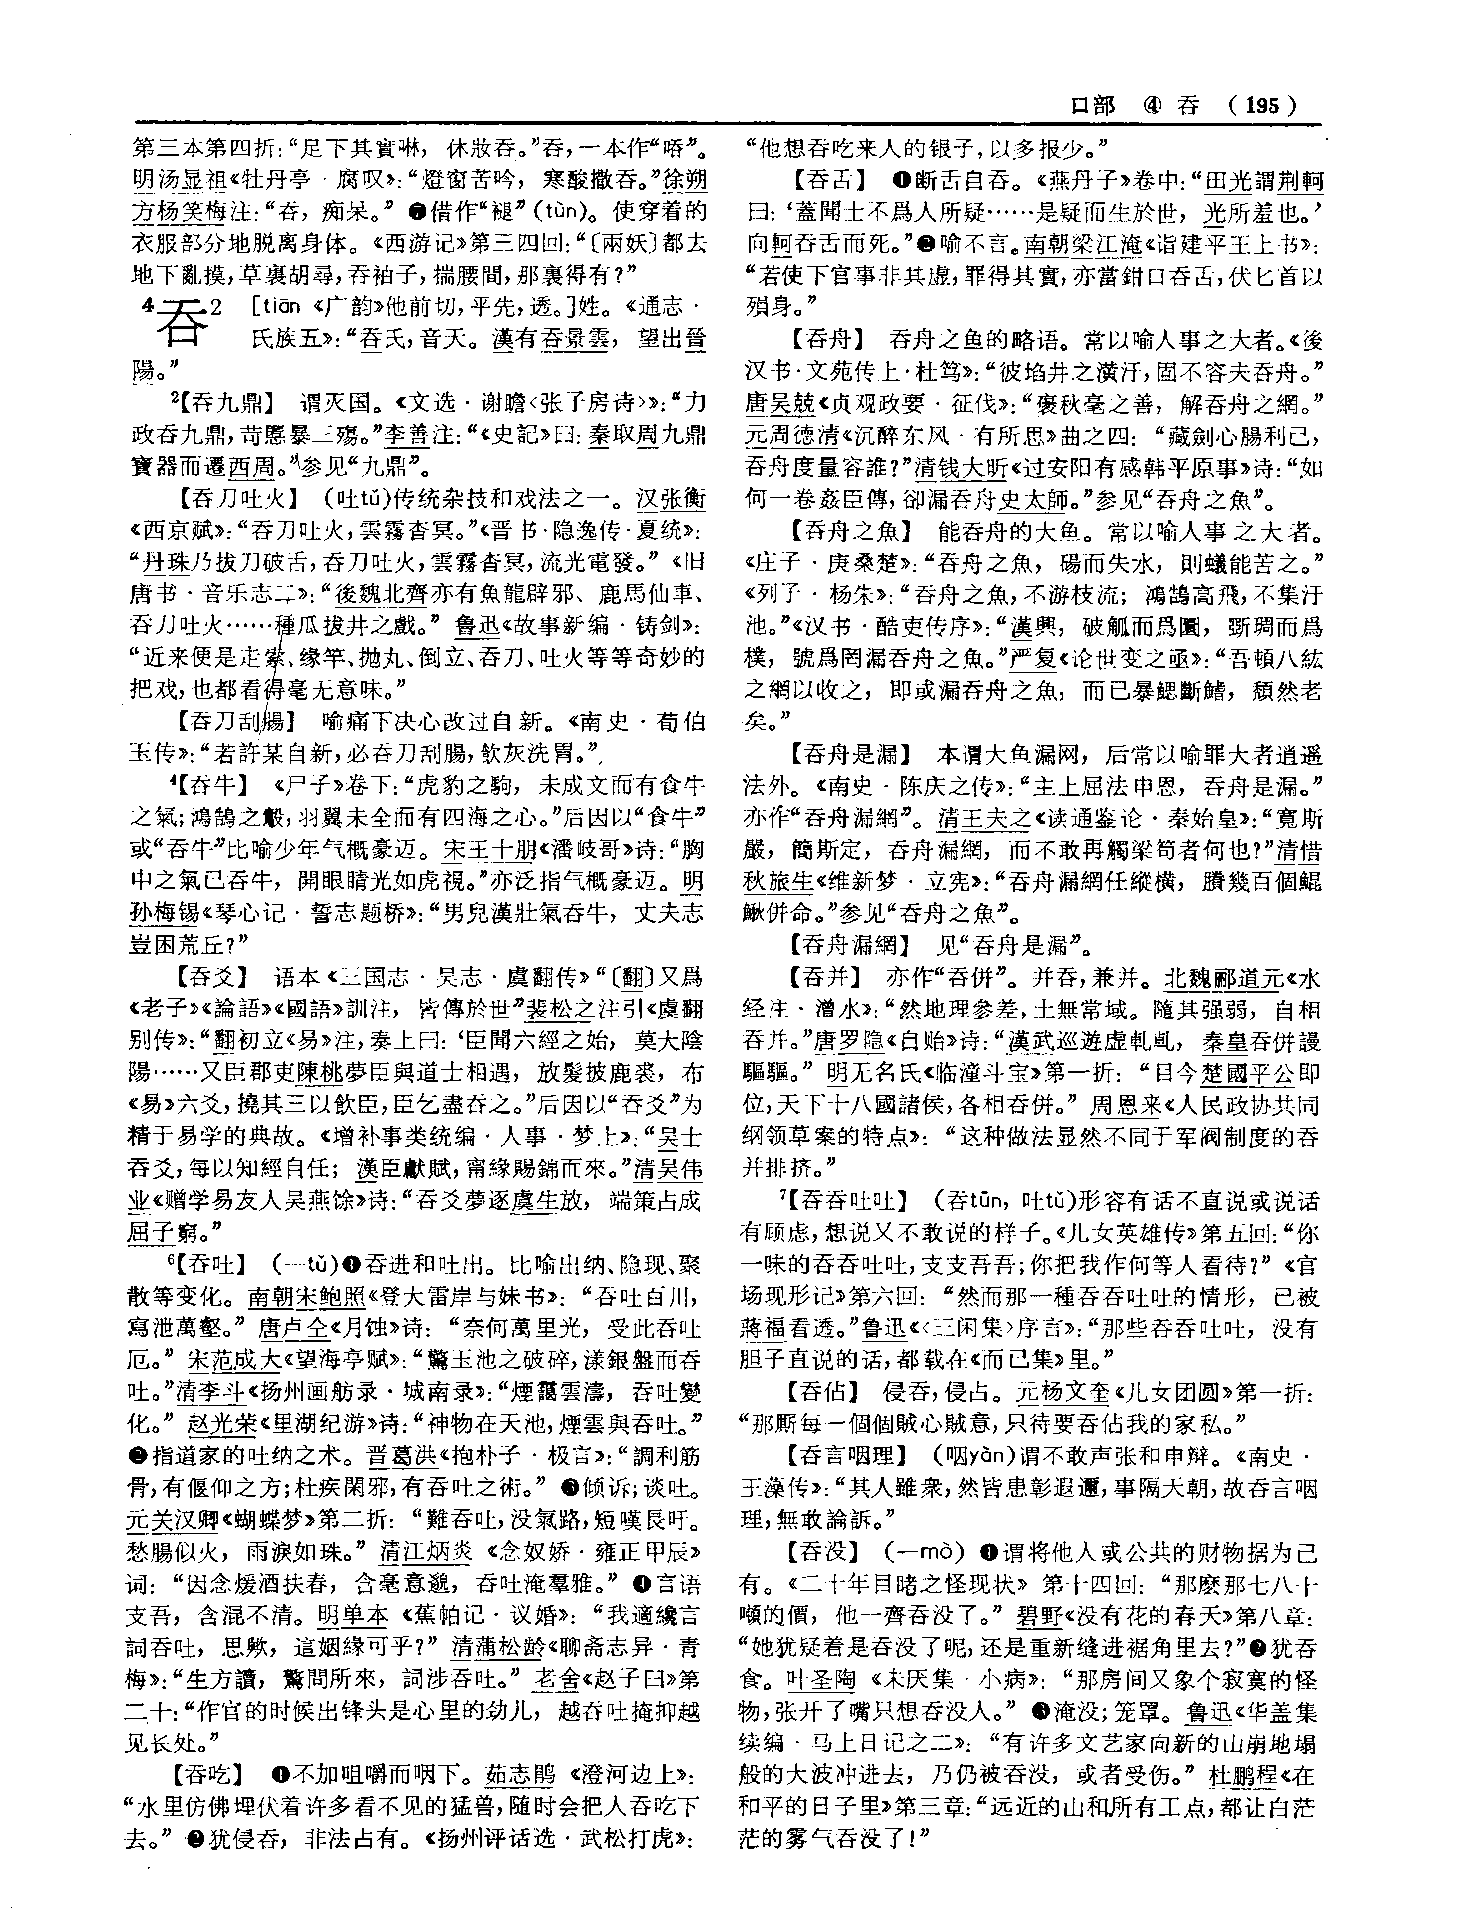 口部 ④ 吞 （195）
第三本第四折：“足下其實啉，休妝吞。”吞，一本作“唔”。
明汤显祖《牡丹亭·腐叹》：“燈窗苦吟，寒酸撒吞。”徐朔
方杨笑梅注：“吞，痴呆。”❼借作“褪”（tùn）。使穿着的
衣服部分地脱离身体。《西游记》第三四回：“〔兩妖〕都去
地下亂摸，草裏胡尋，吞袖子，揣腰間，那裏得有？”
4吞2 ［tiān《广韵》他前切，平先，透。］姓。《通志·
氏族五》：“吞氏，音天。漢有吞景雲，望出晉
陽。”
2【吞九鼎】 谓灭国。《文选·谢瞻〈张子房诗〉》：“力
政吞九鼎，苛慝暴三殤。”李善注：“《史記》曰：秦取周九鼎
寶器而遷西周。”参见“九鼎”。
【吞刀吐火】 （吐tǔ）传统杂技和戏法之一。汉张衡
《西京赋》：“吞刀吐火，雲霧杳冥。”《晋书·隐逸传·夏统》：
“丹珠乃拔刀破舌，吞刀吐火，雲霧杳冥，流光電發。”《旧
唐书·音乐志二》：“後魏北齊亦有魚龍辟邪、鹿馬仙車、
吞刀吐火……種瓜拔井之戲。”鲁迅《故事新编·铸剑》：
“近来便是走索、缘竿、抛丸、倒立、吞刀、吐火等等奇妙的
把戏，也都看得毫无意味。”
【吞刀刮腸】 喻痛下决心改过自新。《南史·荀伯
玉传》：“若許某自新，必吞刀刮腸，飲灰洗胃。”
4【吞牛】 《尸子》卷下：“虎豹之駒，未成文而有食牛
之氣；鴻鵠之鷇，羽翼未全而有四海之心。”后因以“食牛”
或“吞牛”比喻少年气概豪迈。宋王十朋《潘岐哥》诗：“胸
中之氣已吞牛，開眼睛光如虎視。”亦泛指气概豪迈。明
孙梅锡《琴心记·誓志题桥》：“男兒漢壯氣吞牛，丈夫志
豈困荒丘？”
【吞爻】 语本《三国志·吴志·虞翻传》“〔翻〕又爲
《老子》《論語》《國語》訓注，皆傳於世”裴松之注引《虞翻
别传》：“翻初立《易》注，奏上曰：‘臣聞六經之始，莫大陰
陽……又臣郡吏陳桃夢臣與道士相遇，放髮披鹿裘，布
《易》六爻，撓其三以飲臣，臣乞盡吞之。”后因以“吞爻”为
精于易学的典故。《增补事类统编·人事·梦上》：“吴士
吞爻，每以知經自任；漢臣獻賦，甯緣賜錦而來。”清吴伟
业《赠学易友人吴燕馀》诗：“吞爻夢逐虞生放，端策占成
屈子窮。”
6【吞吐】 （—tǔ）❶吞进和吐出。比喻出纳、隐现、聚
散等变化。南朝宋鲍照《登大雷岸与妹书》：“吞吐百川，
寫泄萬壑。”唐卢仝《月蚀》诗：“奈何萬里光，受此吞吐
厄。”宋范成大《望海亭赋》：“驚玉池之破碎，漾銀盤而吞
吐。”清李斗《扬州画舫录·城南录》：“煙靄雲濤，吞吐變
化。”赵光荣《里湖纪游》诗：“神物在天池，煙雲與吞吐。”
❷指道家的吐纳之术。晋葛洪《抱朴子·极言》：“調利筋
骨，有偃仰之方；杜疾閑邪，有吞吐之術。”❸倾诉；谈吐。
元关汉卿《蝴蝶梦》第二折：“難吞吐，没氣路，短嘆長吁。
愁腸似火，雨淚如珠。”清江炳炎《念奴娇·雍正甲辰》
词：“因念煖酒扶春，含毫意邈，吞吐淹羣雅。”❹言语
支吾，含混不清。明单本《蕉帕记·议婚》：“我適纔言
詞吞吐，思歟，這姻緣可乎？”清蒲松龄《聊斋志异·青
梅》：“生方讀，驚問所來，詞涉吞吐。”老舍《赵子曰》第
二十：“作官的时候出锋头是心里的幼儿，越吞吐掩抑越
见长处。”
【吞吃】 ❶不加咀嚼而咽下。茹志鹃《澄河边上》：
“水里仿佛埋伏着许多看不见的猛兽，随时会把人吞吃下
去。”❷犹侵吞，非法占有。《扬州评话选·武松打虎》：
“他想吞吃来人的银子，以多报少。”
【吞舌】 ❶断舌自吞。《燕丹子》卷中：“田光謂荆軻
曰：‘蓋聞士不爲人所疑……是疑而生於世，光所羞也。’
向軻吞舌而死。”❷喻不言。南朝梁江淹《诣建平王上书》：
“若使下官事非其虚，罪得其實，亦當鉗口吞舌，伏匕首以
殞身。”
【吞舟】 吞舟之鱼的略语。常以喻人事之大者。《後
汉书·文苑传上·杜笃》：“彼埳井之潢汙，固不容夫吞舟。”
唐吴兢《贞观政要·征伐》：“褒秋毫之善，解吞舟之網。”
元周德清《沉醉东风·有所思》曲之四：“藏劍心腸利己，
吞舟度量容誰？”清钱大昕《过安阳有感韩平原事》诗：“如
何一卷姦臣傳，卻漏吞舟史太師。”参见“吞舟之魚”。
【吞舟之魚】 能吞舟的大鱼。常以喻人事之大者。
《庄子·庚桑楚》：“吞舟之魚，碭而失水，則蟻能苦之。”
《列子·杨朱》：“吞舟之魚，不游枝流；鴻鵠高飛，不集汙
池。”《汉书·酷吏传序》：“漢興，破觚而爲圜，斲琱而爲
樸，號爲罔漏吞舟之魚。”严复《论世变之亟》：“吾頓八紘
之網以收之，即或漏吞舟之魚，而已暴鰓斷鰭，頹然老
矣。”
【吞舟是漏】 本谓大鱼漏网，后常以喻罪大者逍遥
法外。《南史·陈庆之传》：“主上屈法申恩，吞舟是漏。”
亦作“吞舟漏網”。清王夫之《读通鉴论·秦始皇》：“寬斯
嚴，簡斯定，吞舟漏網，而不敢再觸梁笱者何也？”清惜
秋旅生《维新梦·立宪》：“吞舟漏網任縱横，賸幾百個鯤
鰍併命。”参见“吞舟之魚”。
【吞舟漏網】 见“吞舟是漏”。
【吞并】 亦作“吞併”。并吞，兼并。北魏郦道元《水
经注·澧水》：“然地理參差，土無常域。隨其强弱，自相
吞并。”唐罗隐《自贻》诗：“漢武巡遊虚軋軋，秦皇吞併謾
驅驅。”明无名氏《临潼斗宝》第一折：“目今楚國平公即
位，天下十八國諸侯，各相吞併。”周恩来《人民政协共同
纲领草案的特点》：“这种做法显然不同于军阀制度的吞
并排挤。”
7【吞吞吐吐】 （吞tūn，吐tǔ）形容有话不直说或说话
有顾虑，想说又不敢说的样子。《儿女英雄传》第五回：“你
一味的吞吞吐吐，支支吾吾；你把我作何等人看待？”《官
场现形记》第六回：“然而那一種吞吞吐吐的情形，已被
蔣福看透。”鲁迅《〈三闲集〉序言》：“那些吞吞吐吐，没有
胆子直说的话，都载在《而已集》里。”
【吞佔】 侵吞，侵占。元杨文奎《儿女团圆》第一折：
“那厮每一個個賊心賊意，只待要吞佔我的家私。”
【吞言咽理】 （咽yàn）谓不敢声张和申辩。《南史·
王藻传》：“其人雖衆，然皆患彰遐邇，事隔天朝，故吞言咽
理，無敢論訴。”
【吞没】 （—mò） ❶谓将他人或公共的财物据为己
有。《二十年目睹之怪现状》第十四回：“那麽那七八十
噸的價，他一齊吞没了。”碧野《没有花的春天》第八章：
“她犹疑着是吞没了呢，还是重新缝进裾角里去？”❷犹吞
食。叶圣陶《未厌集·小病》：“那房间又象个寂寞的怪
物，张开了嘴只想吞没人。”❸淹没；笼罩。鲁迅《华盖集
续编·马上日记之二》：“有许多文艺家向新的山崩地塌
般的大波冲进去，乃仍被吞没，或者受伤。”杜鹏程《在
和平的日子里》第三章：“远近的山和所有工点，都让白茫
茫的雾气吞没了！”